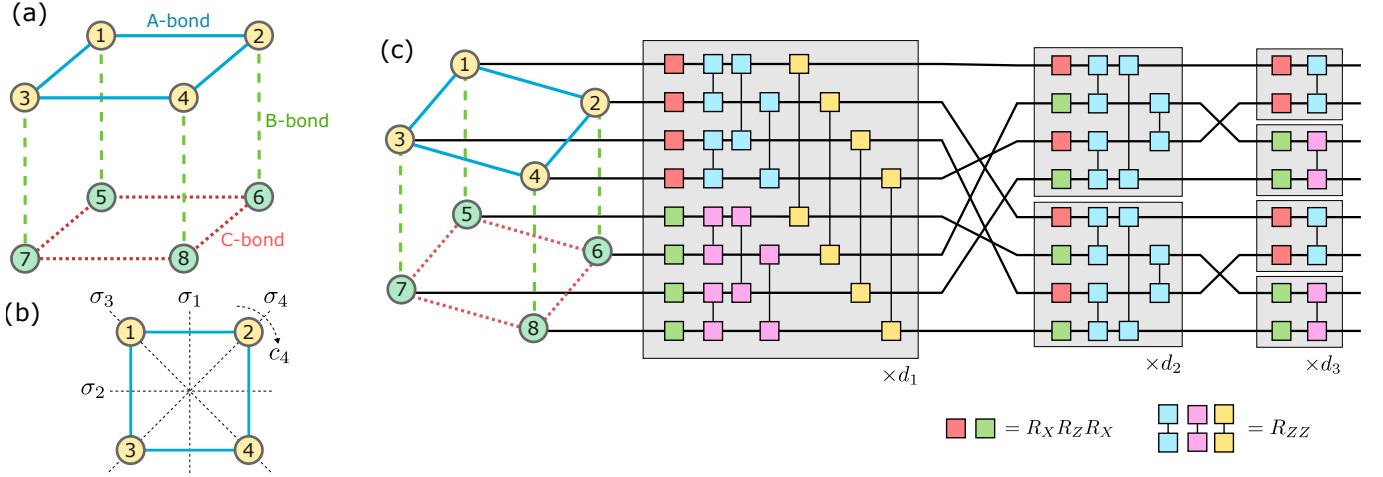 (a)
A-bond
1
2
3
4
B-bond
5
6
C-bond
7
8
(b)
σ3 σ1 σ4
1
2
c4
σ2
3
4
(c)
1
2
3
4
5
6
7
8
×d1
×d2
×d3
= RXRZRX
= RZZ